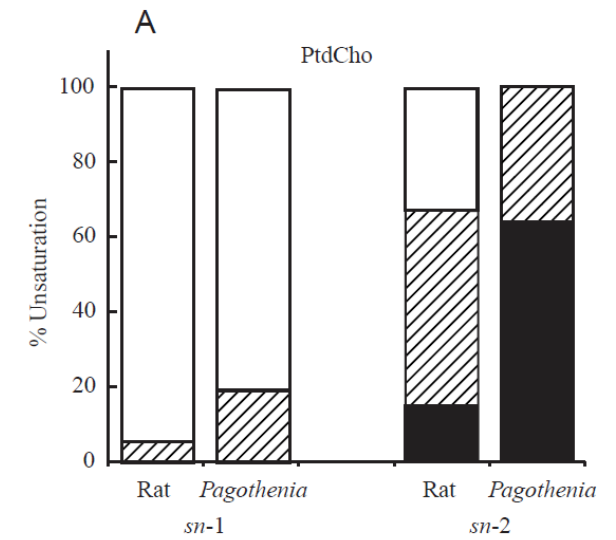 A
PtdCho
% Unsaturation
100
80
60
40
20
0
Rat Pagothenia Rat Pagothenia
sn-1 sn-2